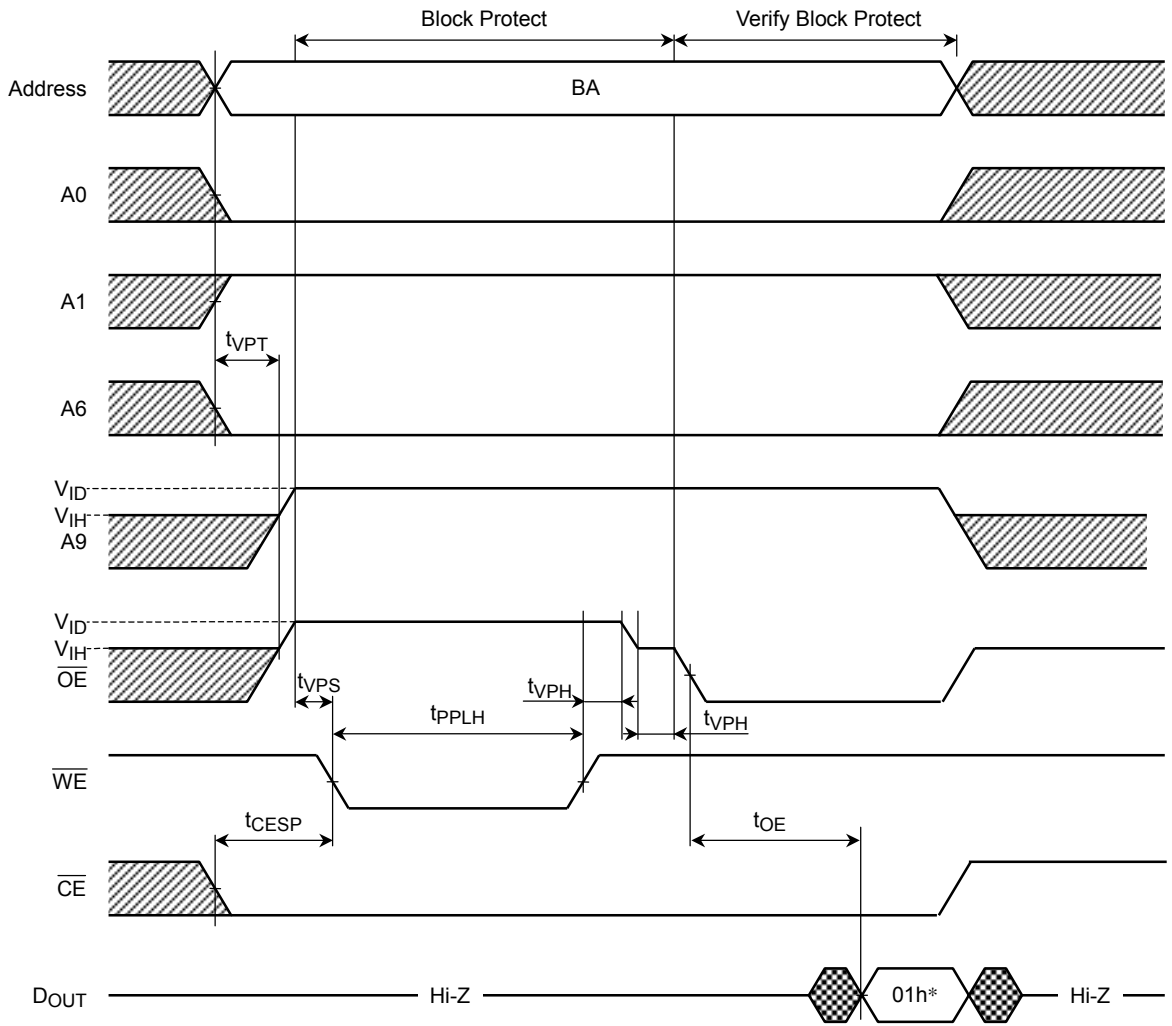 Block Protect
Verify Block Protect
Address
BA
A0
A1
tVPT
A6
VID
VIH
A9
VID
VIH
OE
tVPS
tVPH
tPPLH
tVPH
WE
tCESP
tOE
CE
DOUT
Hi-Z
01h*
Hi-Z